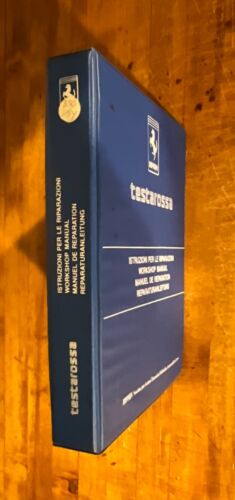 ISTRUZIONI PER LE RIPARAZIONI
WORKSHOP MANUAL
MANUEL DE REPARATION
REPARATURANLEITUNG
testarossa
testarossa
ISTRUZIONI PER LE RIPARAZIONI
WORKSHOP MANUAL
MANUEL DE REPARATION
REPARATURANLEITUNG